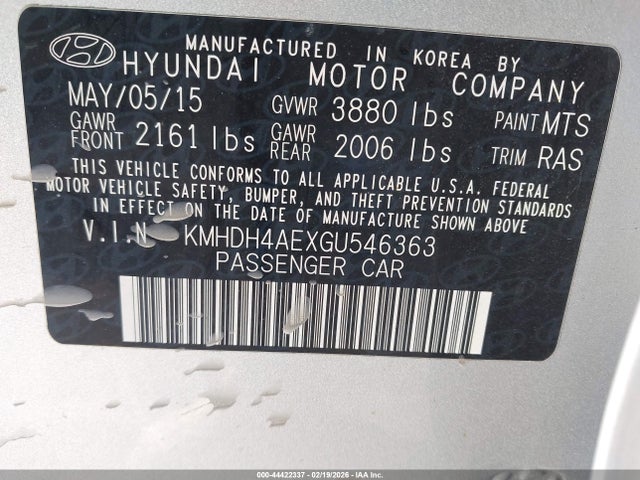 MANUFACTURED IN KOREA BY
HYUNDAI MOTOR COMPANY
MAY/05/15 GVWR 3880 lbs PAINT MTS
GAWR FRONT 2161 lbs GAWR REAR 2006 lbs TRIM RAS
THIS VEHICLE CONFORMS TO ALL APPLICABLE U.S.A. FEDERAL
MOTOR VEHICLE SAFETY, BUMPER, AND THEFT PREVENTION STANDARDS
IN EFFECT ON THE DATE OF MANUFACTURE SHOWN ABOVE
V.I.N KMHDH4AEXGU546363
PASSENGER CAR
000-44422337 - 02/19/2026 - IAAI.COM